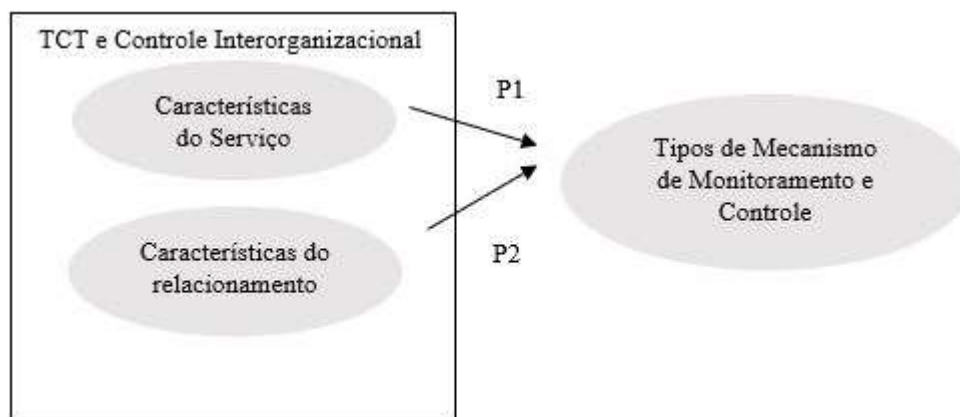 TCT e Controle Interorganizacional
Características
do Serviço
Características do
relacionamento
P1
P2
Tipos de Mecanismo
de Monitoramento e
Controle